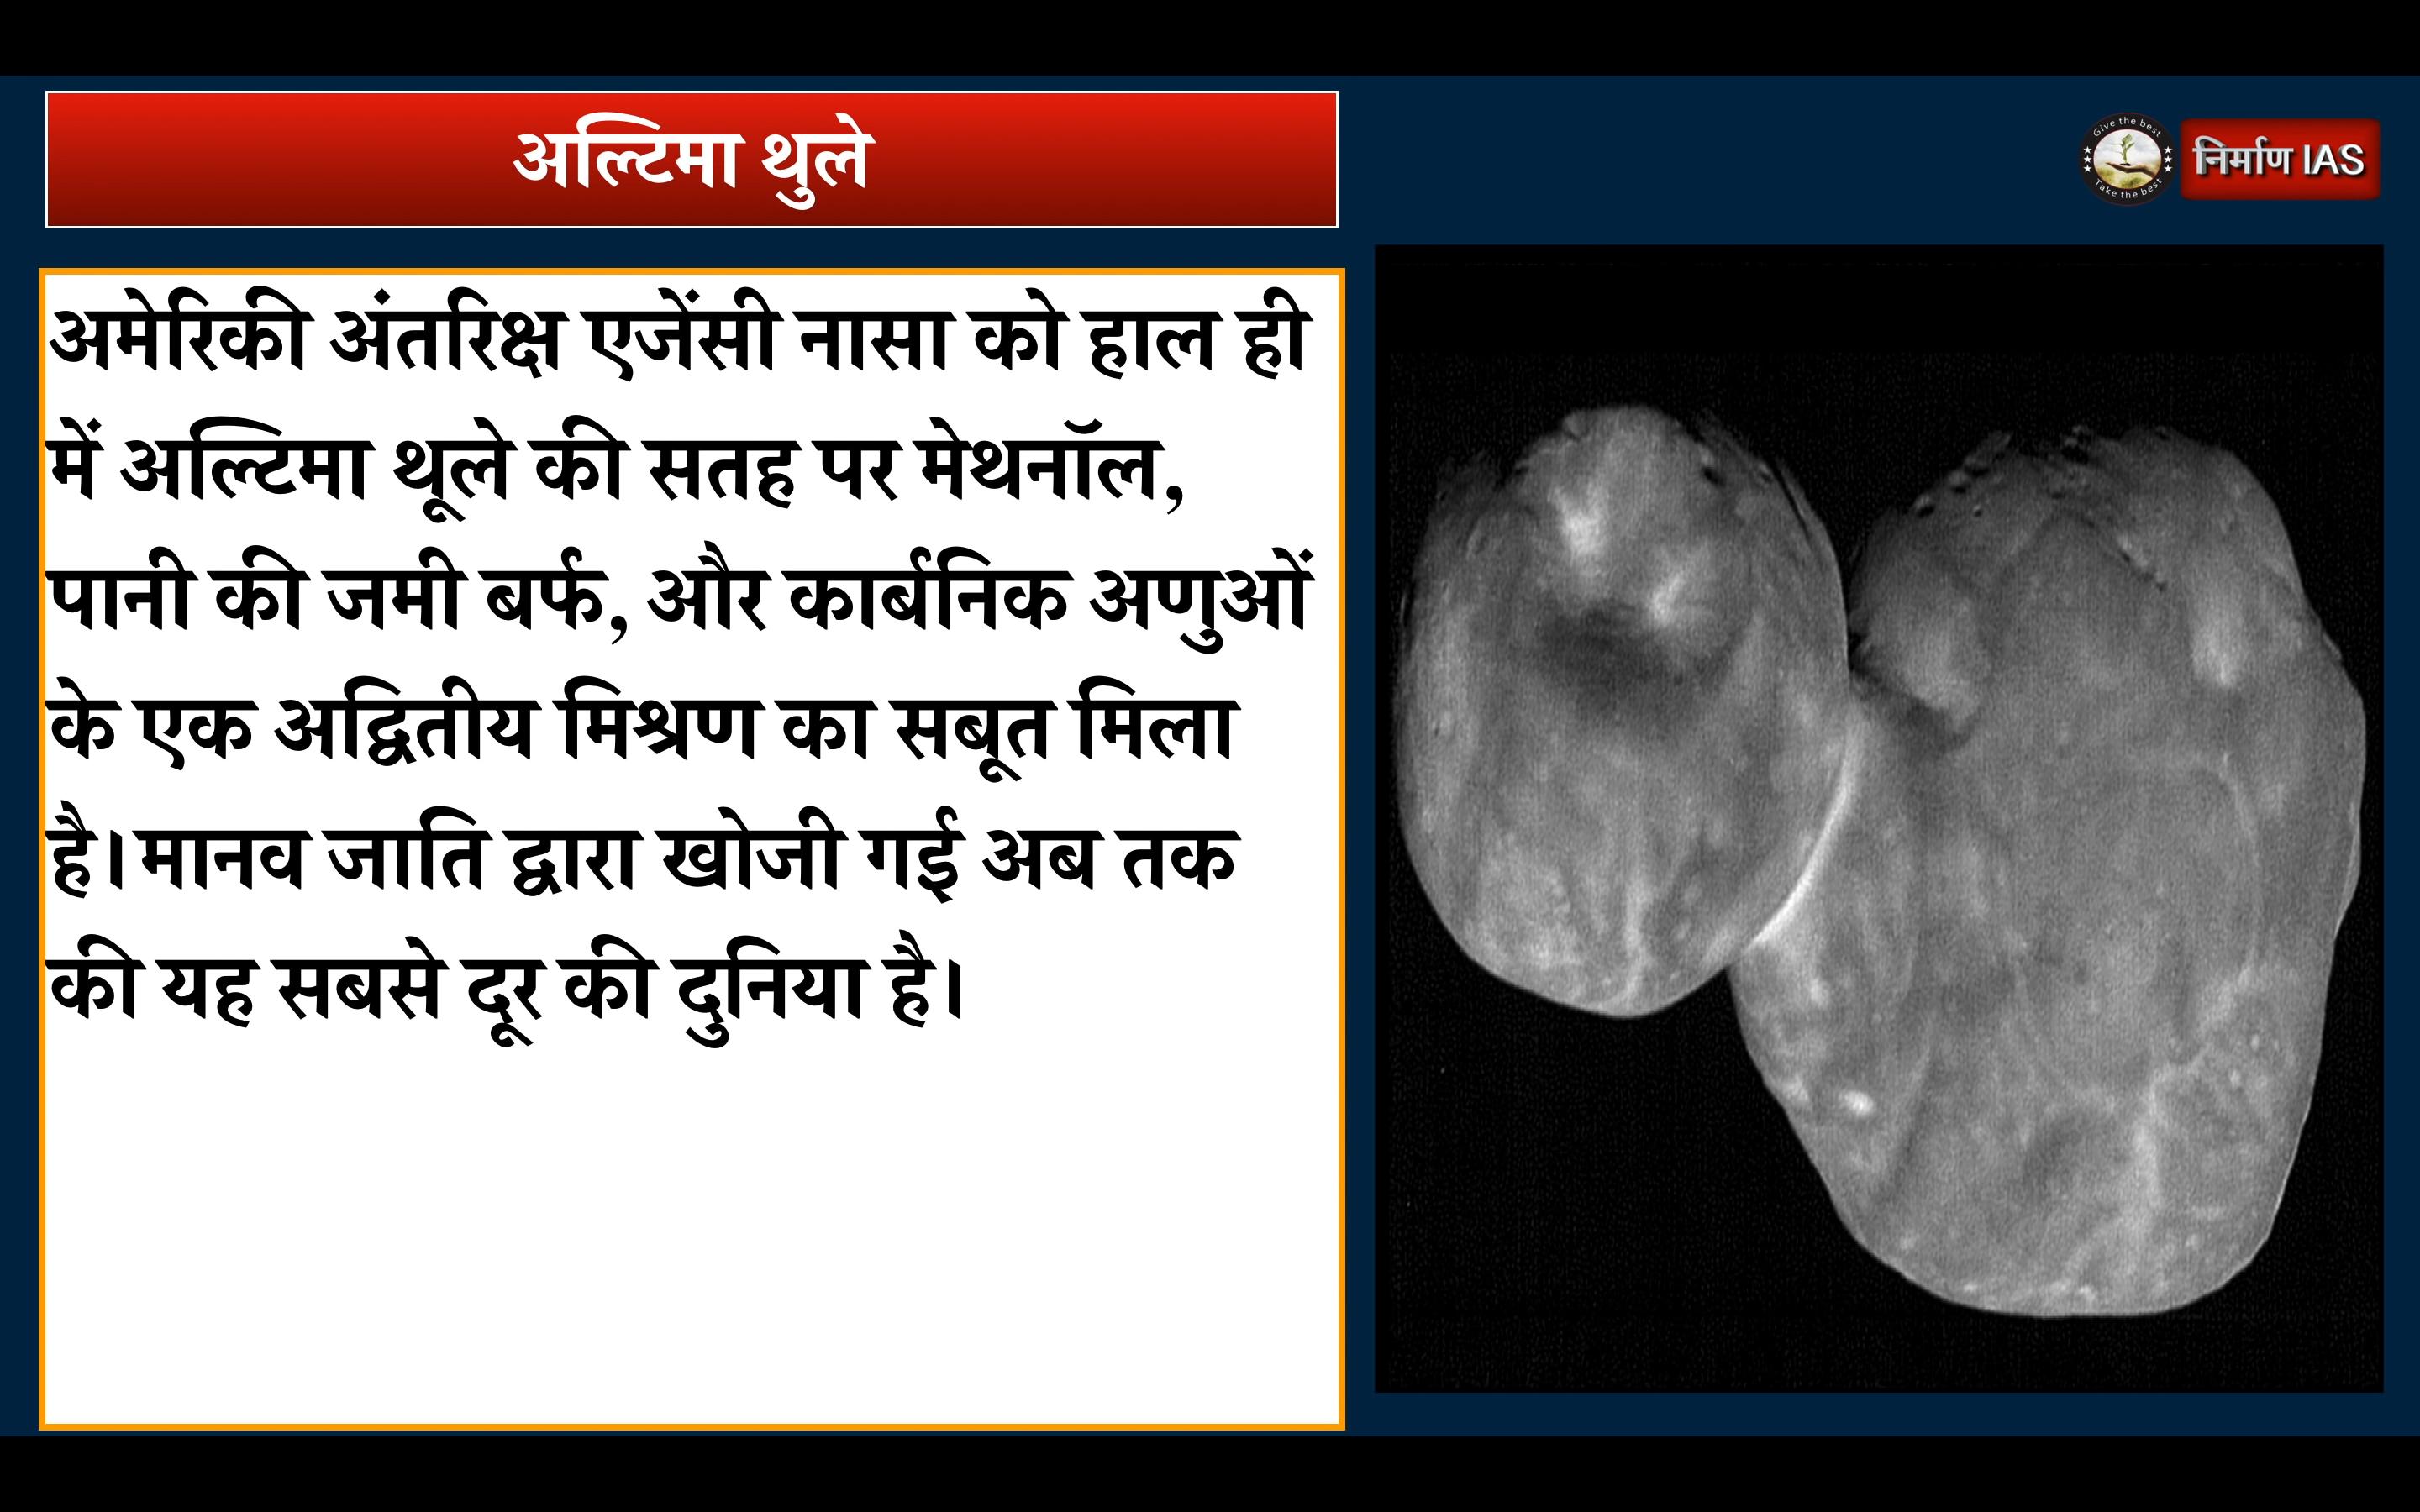 अल्टिमा थुले
Give the best
Take the best
निर्माण IAS
अमेरिकी अंतरिक्ष एजेंसी नासा को हाल ही
में अल्टिमा थूले की सतह पर मेथनॉल,
पानी की जमी बर्फ, और कार्बनिक अणुओं
के एक अद्वितीय मिश्रण का सबूत मिला
है। मानव जाति द्वारा खोजी गई अब तक
की यह सबसे दूर की दुनिया है।